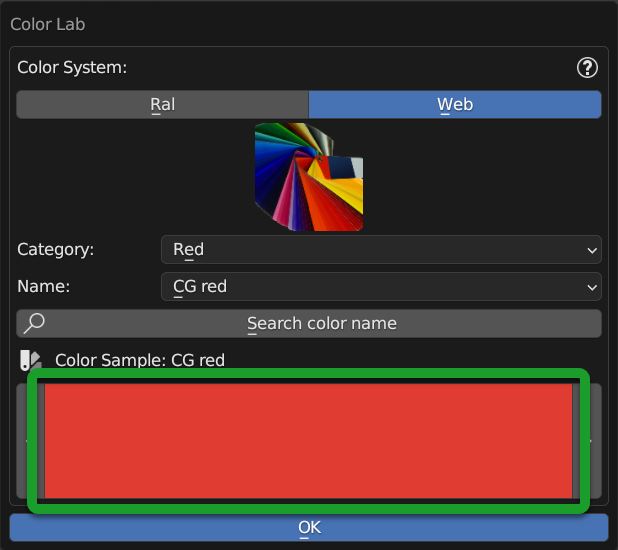 Color Lab
Color System:
Ral
Web
Category:
Red
Name:
CG red
Search color name
Color Sample: CG red
OK